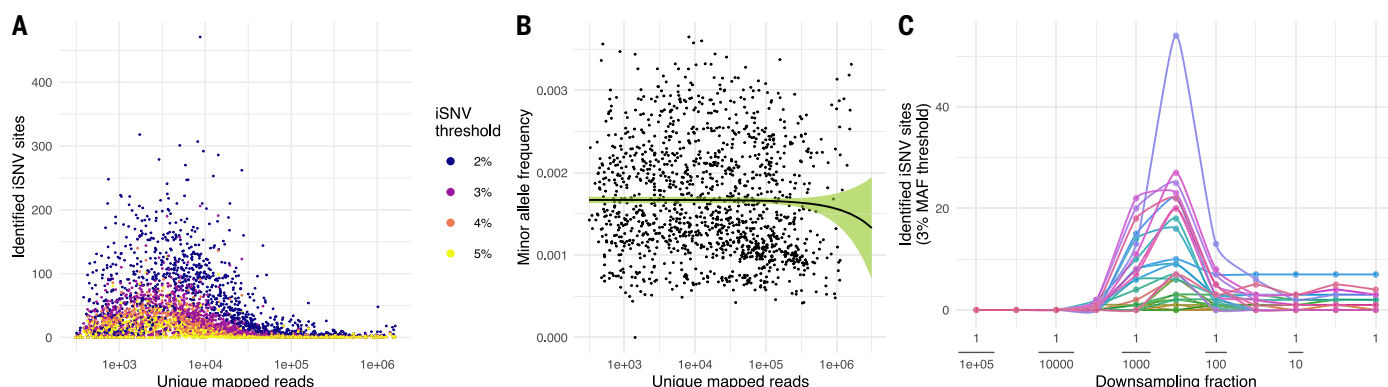 A
Identified iSNV sites
400
300
200
100
0
1e+03
1e+04
1e+05
1e+06
Unique mapped reads
iSNV
threshold
2%
3%
4%
5%
B
Minor allele frequency
0.003
0.002
0.001
0.000
1e+03
1e+04
1e+05
1e+06
Unique mapped reads
C
Identified iSNV sites
(3% MAF threshold)
40
20
0
1
1e+05
1
10000
1
1000
1
100
1
10
1
1
Downsampling fraction